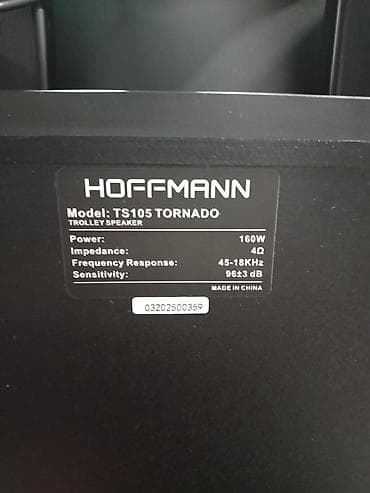 HOFFMANN
Model: TS105 TORNADO
TROLLEY SPEAKER
Power: 160W
Impedance: 4Ω
Frequency Response: 45-18KHz
Sensitivity: 96±3 dB
MADE IN CHINA
03202500359